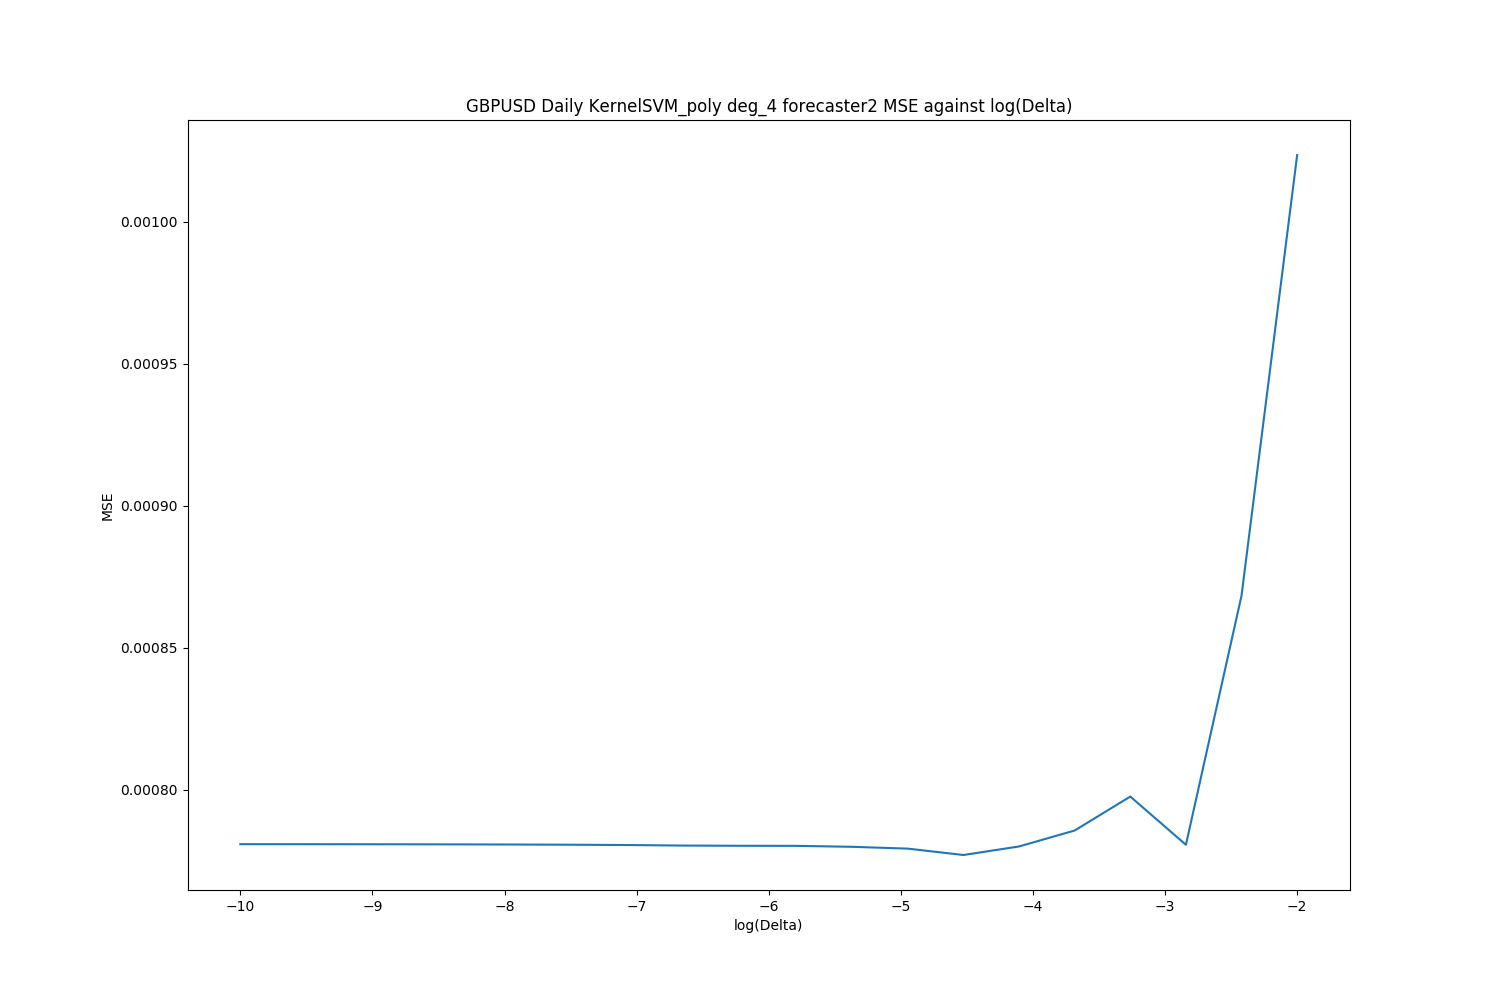 GBPUSD Daily KernelSVM_poly deg_4 forecaster2 MSE against log(Delta)
0.00100
0.00095
0.00090
0.00085
0.00080
MSE
−10 −9 −8 −7 −6 −5 −4 −3 −2
log(Delta)